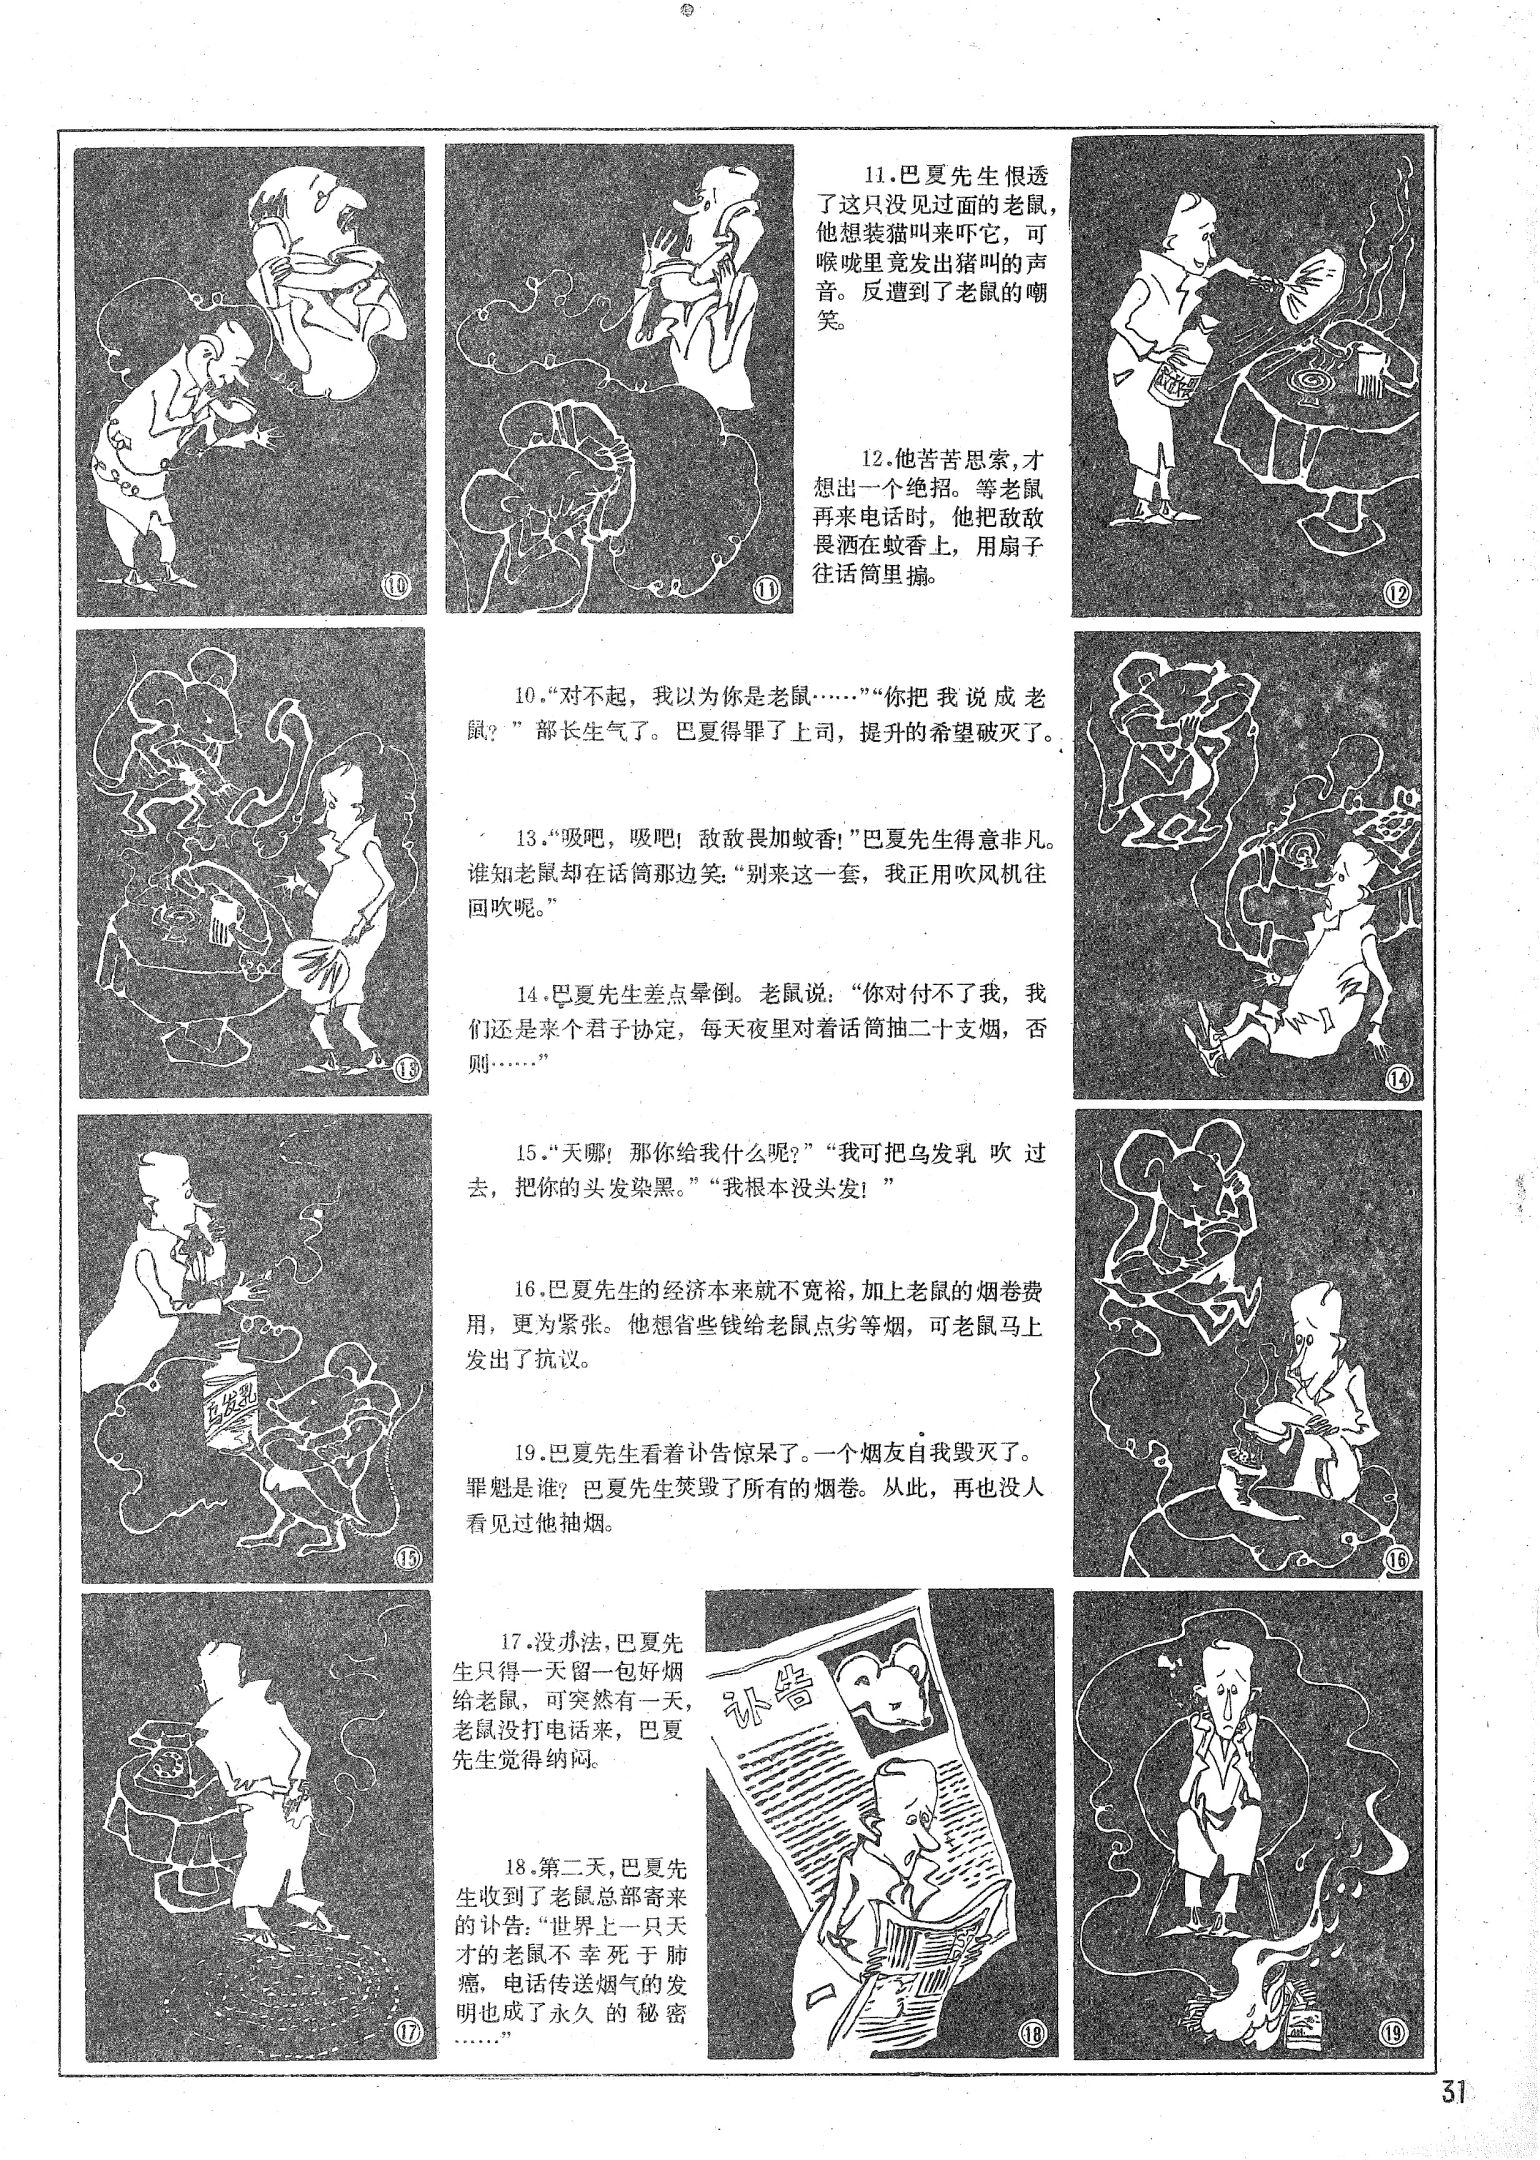 11.巴夏先生恨透
了这只没见过面的老鼠,
他想装猫叫来吓它，可
喉咙里竟发出猪叫的声
音。反遭到了老鼠的嘲
笑。
12.他苦苦思索,才
想出一个绝招。等老鼠
再来电话时，他把敌敌
畏洒在蚊香上，用扇子
往话筒里搧。
敌敌畏
⑩
⑪
⑫
10.“对不起，我以为你是老鼠……”“你把我说成老
鼠？”部长生气了。巴夏得罪了上司，提升的希望破灭了。
13.“吸吧，吸吧！敌敌畏加蚊香！”巴夏先生得意非凡。
谁知老鼠却在话筒那边笑：“别来这一套，我正用吹风机往
回吹呢。”
14.巴夏先生差点晕倒。老鼠说：“你对付不了我，我
们还是来个君子协定，每天夜里对着话筒抽二十支烟，否
则……”
⑬
⑭
15.“天哪！那你给我什么呢？”“我可把乌发乳吹过
去，把你的头发染黑。”“我根本没头发！”
16.巴夏先生的经济本来就不宽裕,加上老鼠的烟卷费
用，更为紧张。他想省些钱给老鼠点劣等烟，可老鼠马上
发出了抗议。
19.巴夏先生看着讣告惊呆了。一个烟友自我毁灭了。
罪魁是谁？巴夏先生焚毁了所有的烟卷。从此，再也没人
看见过他抽烟。
乌发乳
⑮
⑯
17.没办法,巴夏先
生只得一天留一包好烟
给老鼠，可突然有一天,
老鼠没打电话来，巴夏
先生觉得纳闷。
18.第二天,巴夏先
生收到了老鼠总部寄来
的讣告：“世界上一只天
才的老鼠不幸死于肺
癌，电话传送烟气的发
明也成了永久的秘密
……”
讣告
⑰
⑱
⑲
31